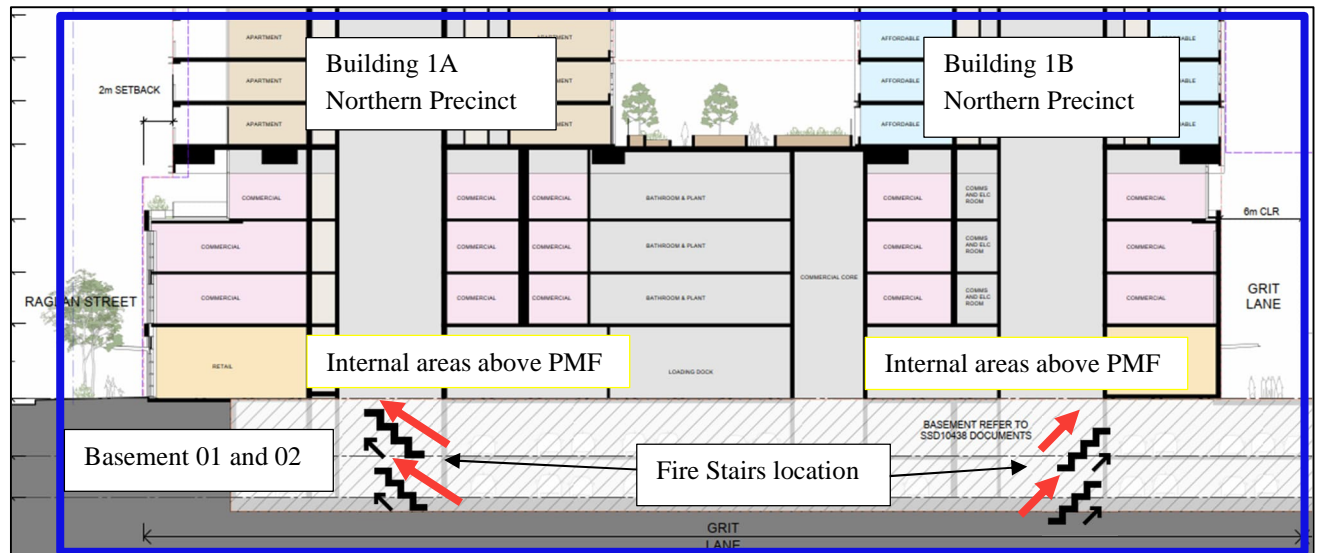 APARTMENT
APARTMENT
AFFORDABLE
Building 1A
Northern Precinct
Building 1B
Northern Precinct
2m SETBACK
APARTMENT
AFFORDABLE
APARTMENT
AFFORDABLE
COMMERCIAL
COMMERCIAL
COMMERCIAL
BATHROOM & PLANT
COMMERCIAL
COMMS
AND ELC
ROOM
6m CLR
COMMERCIAL
COMMERCIAL
COMMERCIAL
BATHROOM & PLANT
COMMERCIAL
COMMS
AND ELC
ROOM
COMMERCIAL
COMMERCIAL CORE
RAGLAN STREET
COMMERCIAL
COMMERCIAL
COMMERCIAL
BATHROOM & PLANT
COMMERCIAL
COMMS
AND ELC
ROOM
COMMERCIAL
GRIT
LANE
Internal areas above PMF
Internal areas above PMF
RETAIL
LOADING DOCK
BASEMENT REFER TO
SSD10438 DOCUMENTS
Basement 01 and 02
Fire Stairs location
GRIT
LANE